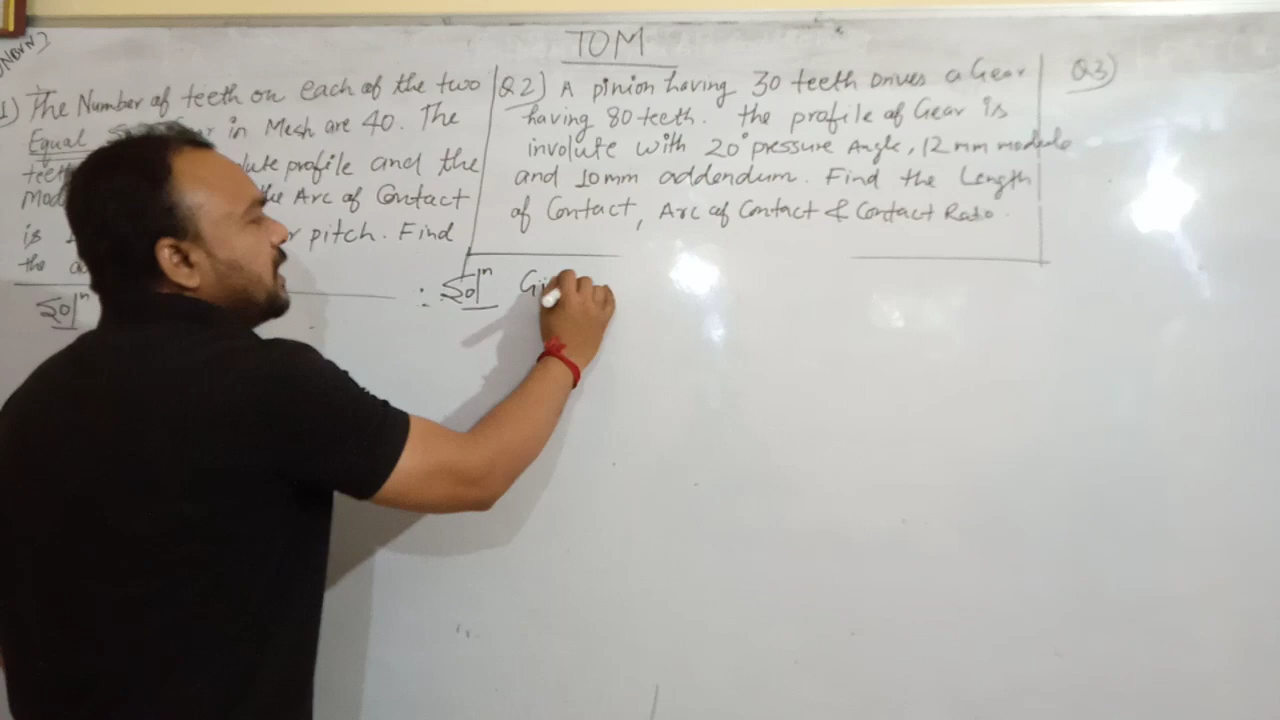 TOM
1) The Number of teeth on each of the two
Equal in Mesh are 40. The
teeth profile and the
Mod Arc of Contact
is pitch. Find
the
Solⁿ
Q2) A pinion having 30 teeth Drives a Gear
having 80 teeth. The profile of Gear is
involute with 20° pressure Angle, 12 mm module
and 10mm addendum. Find the Length
of Contact, Arc of Contact & Contact Ratio.
Solⁿ Gi
Q3)